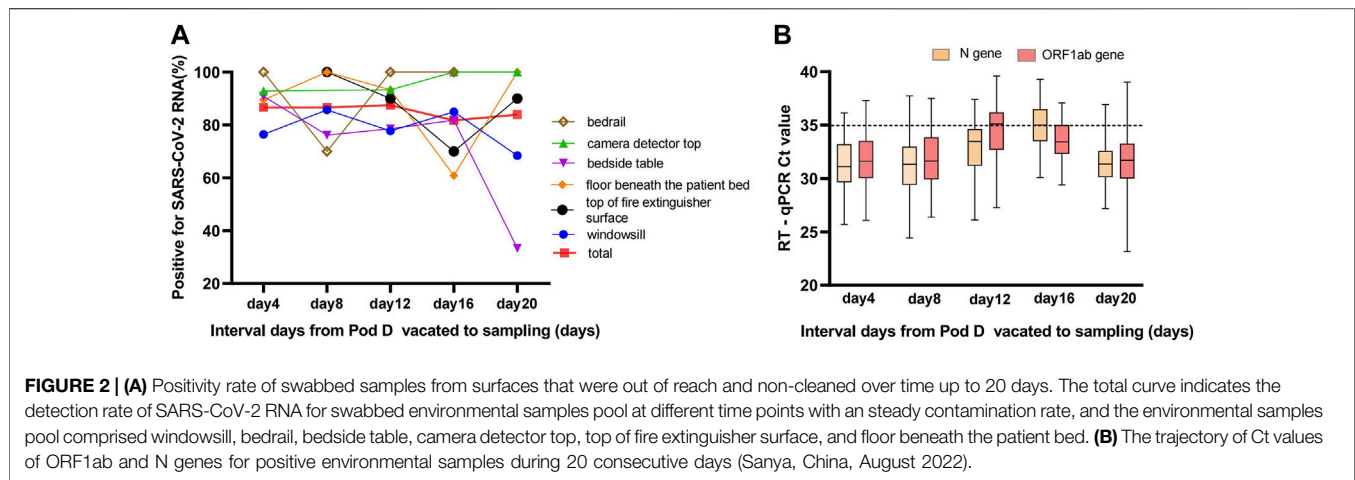 A
Positive for SARS-CoV-2 RNA(%)
100
80
60
40
20
day4 day8 day12 day16 day20
Interval days from Pod D vacated to sampling (days)
bedrail
camera detector top
bedside table
floor beneath the patient bed
top of fire extinguisher
surface
windowsill
total
B
N gene ORF1ab gene
RT - qPCR Ct value
40
35
30
25
20
day4 day8 day12 day16 day20
Interval days from Pod D vacated to sampling (days)
FIGURE 2 | (A) Positivity rate of swabbed samples from surfaces that were out of reach and non-cleaned over time up to 20 days. The total curve indicates the
detection rate of SARS-CoV-2 RNA for swabbed environmental samples pool at different time points with an steady contamination rate, and the environmental samples
pool comprised windowsill, bedrail, bedside table, camera detector top, top of fire extinguisher surface, and floor beneath the patient bed. (B) The trajectory of Ct values
of ORF1ab and N genes for positive environmental samples during 20 consecutive days (Sanya, China, August 2022).